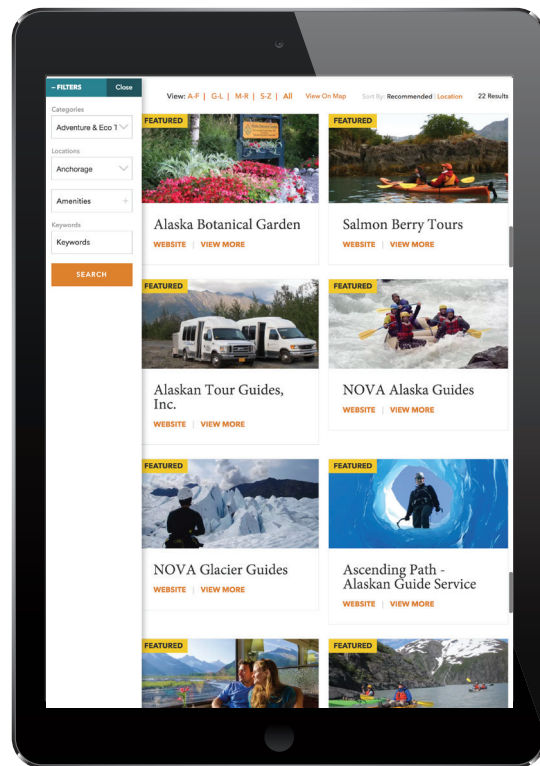 – FILTERS Close
Categories
Adventure & Eco T
Locations
Anchorage
Amenities +
Keywords
Keywords
SEARCH
View: A-F | G-L | M-R | S-Z | All View On Map Sort By: Recommended | Location 22 Results
FEATURED FEATURED
Alaska Botanical Garden
WEBSITE | VIEW MORE
Salmon Berry Tours
WEBSITE | VIEW MORE
FEATURED FEATURED
Alaskan Tour Guides,
Inc.
WEBSITE | VIEW MORE
NOVA Alaska Guides
WEBSITE | VIEW MORE
FEATURED FEATURED
NOVA Glacier Guides
WEBSITE | VIEW MORE
Ascending Path -
Alaskan Guide Service
WEBSITE | VIEW MORE
FEATURED FEATURED